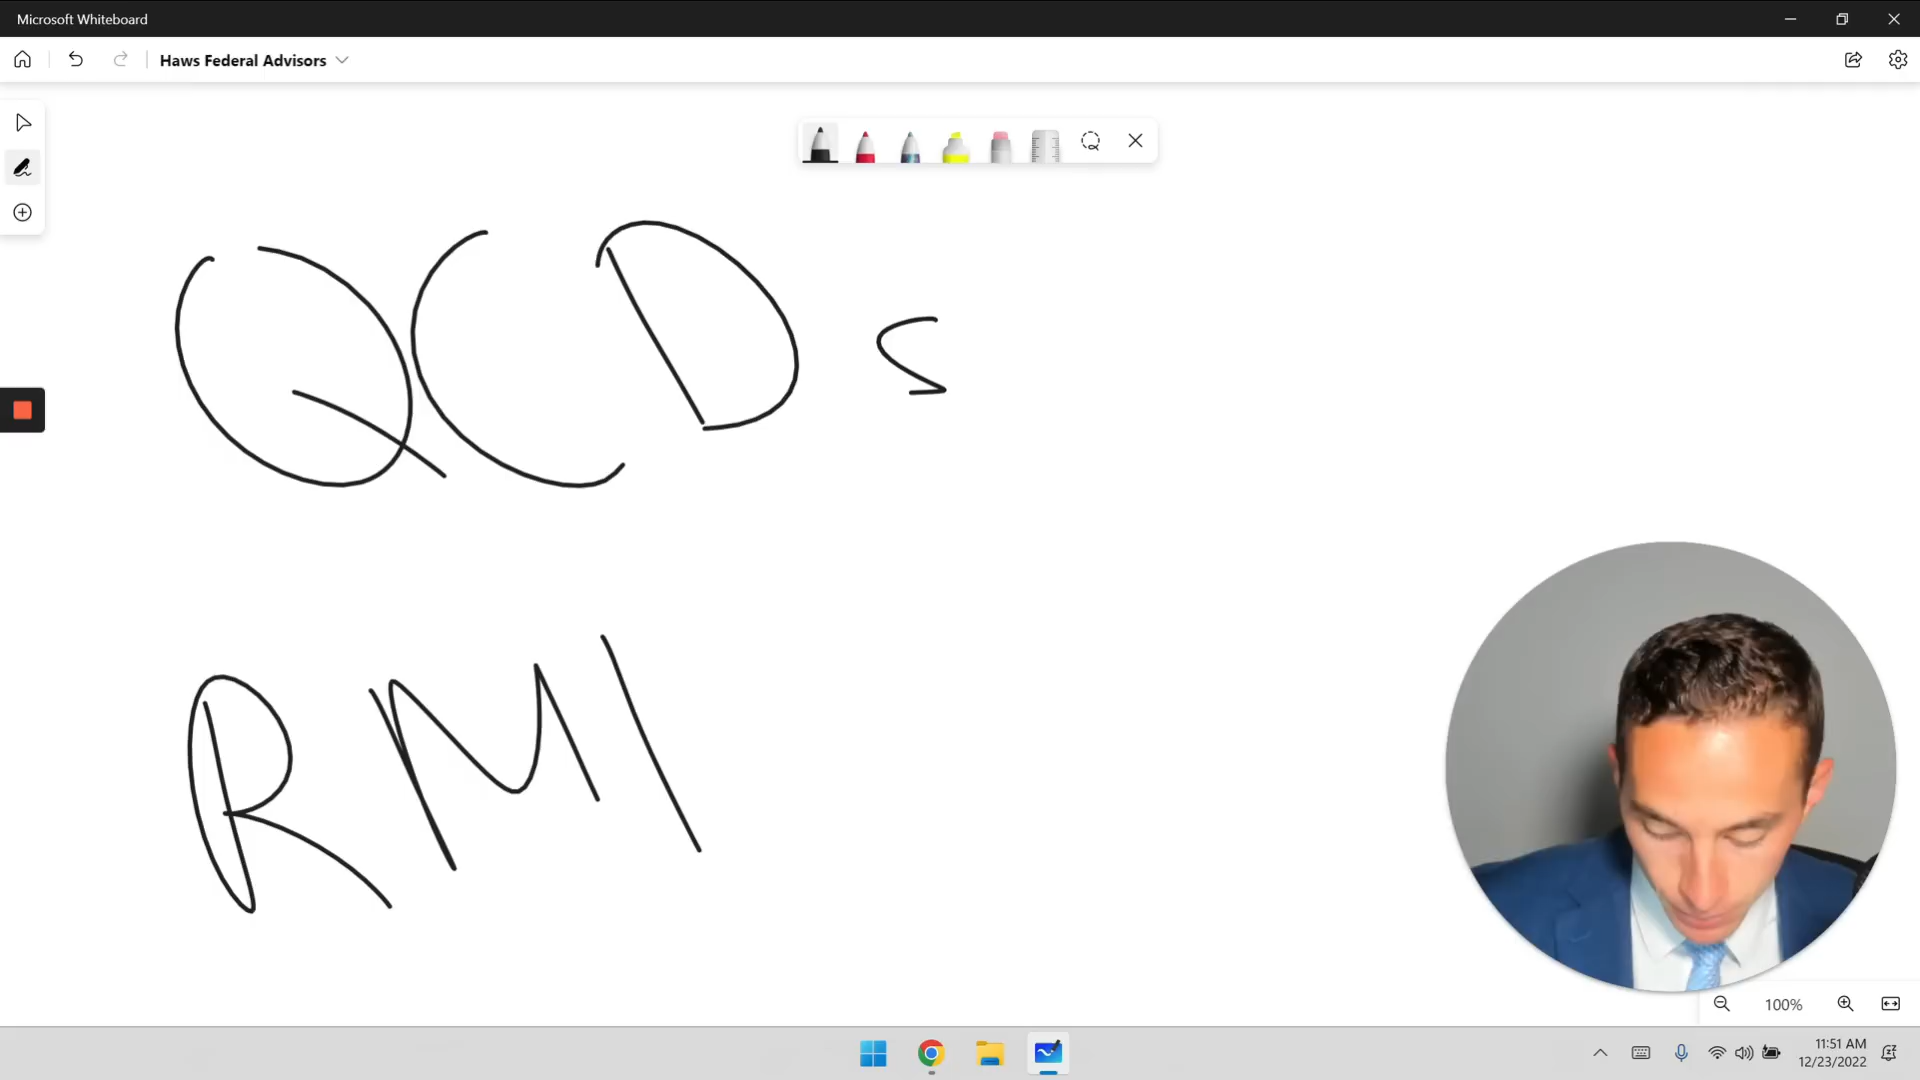 Microsoft Whiteboard
Haws Federal Advisors
QCDs
RMI
100%
11:51 AM
12/23/2022